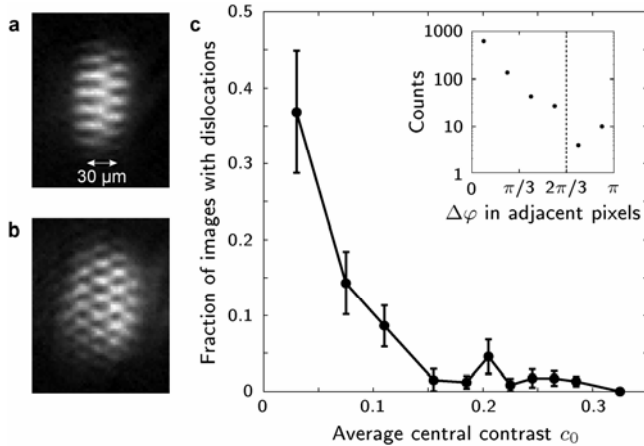 a
30 μm
b
c
0.5
0.4
0.3
0.2
0.1
0
Fraction of images with dislocations
0
0.1
0.2
0.3
Average central contrast c₀
1000
100
10
1
Counts
0
π/3
2π/3
π
Δφ in adjacent pixels